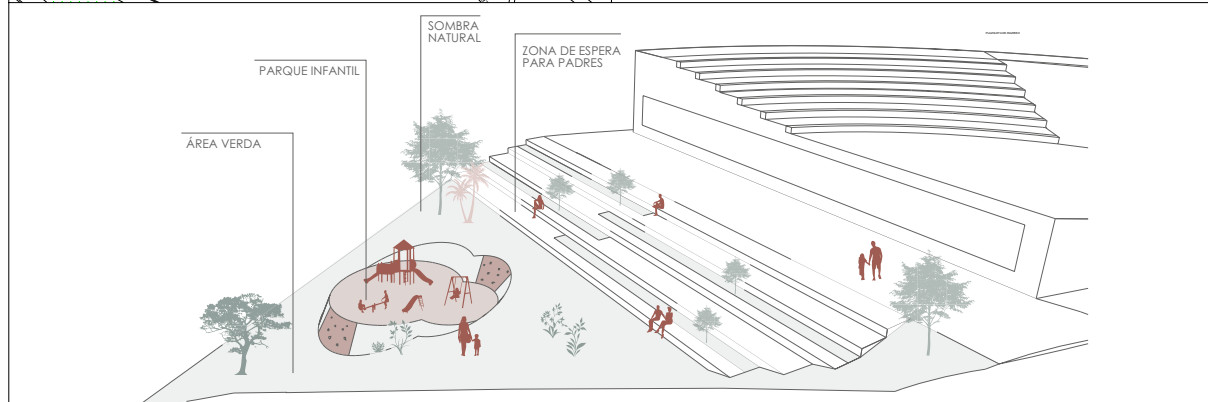 SOMBRA
NATURAL
ZONA DE ESPERA
PARA PADRES
PARQUE INFANTIL
ÁREA VERDA